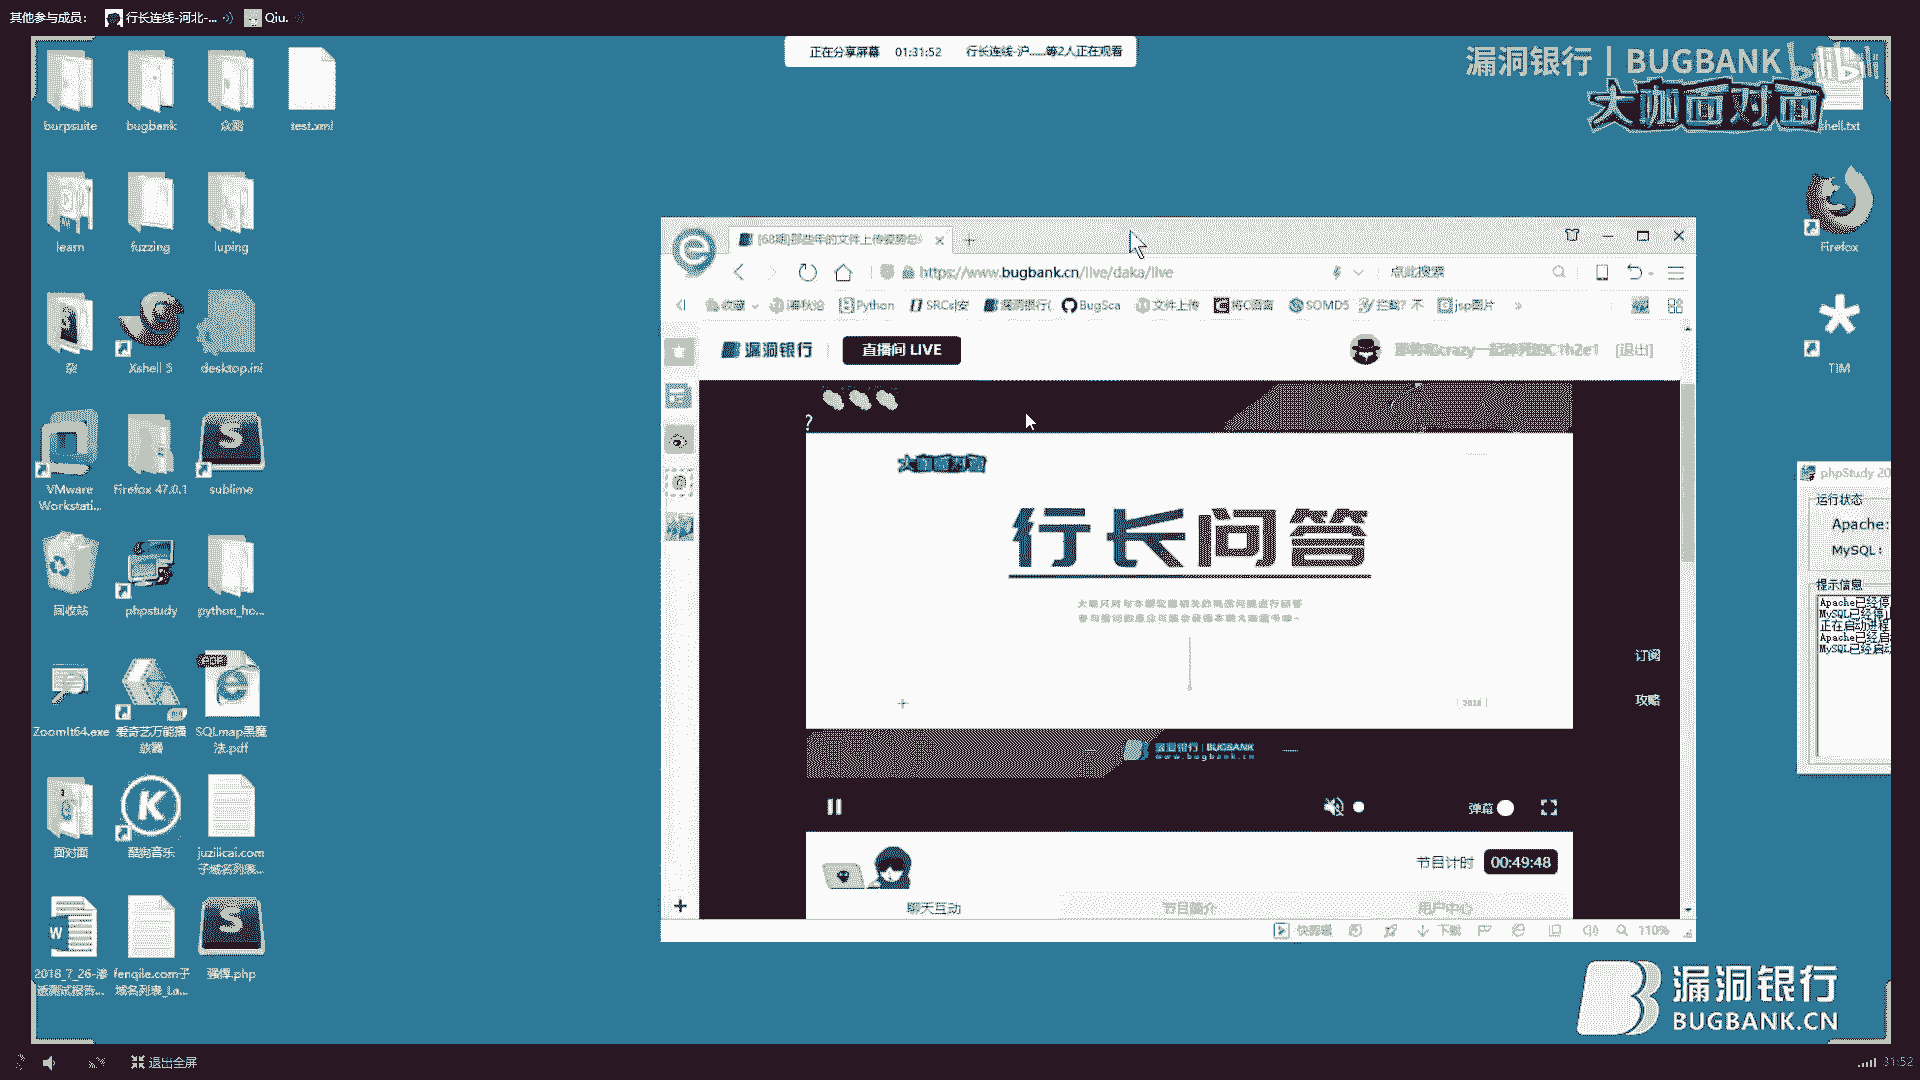 其他参与成员：
行长连线-河北-...
Qiu.
正在分享屏幕 01:31:52 行长连线-沪......等2人正在观看
漏洞银行 | BUGBANK
bilibili
大咖面对面
burpsuite
bugbank
众测
test.xml
shell.txt
learn
fuzzing
luping
Firefox
杂
Xshell 5
desktop.ini
TIM
VMware
Workstati...
Firefox 47.0.1
sublime
回收站
phpstudy
python_ho...
ZoomIt64.exe
爱奇艺万能播
放器
SQLmap黑魔
法.pdf
面对面
酷狗音乐
juzilicai.com
子域名列表...
2018_7_26-渗
透测试报告...
fenqile.com子
域名列表_La...
强悍.php
[68期]那些年的文件上传姿势总
https://www.bugbank.cn/live/daka/live
点此搜索
收藏
Python
SRCs|安
漏洞银行(
BugSca
文件上传
将C语言
SOMD5
拦截? 不
jsp图片
漏洞银行
直播间 LIVE
[退出]
?
大咖面对面
行长问答
2018
漏洞银行 | BUGBANK
www.bugbank.cn
订阅
攻略
弹幕
节目计时 00:49:48
聊天互动
节目简介
用户中心
快剪辑
下载
110%
phpStudy 20
运行状态
Apache:
MySQL:
提示信息
Apache已经停
MySQL已经停止
正在启动进程
Apache已经启
MySQL已经启动
漏洞银行
BUGBANK.CN
退出全屏
31:52